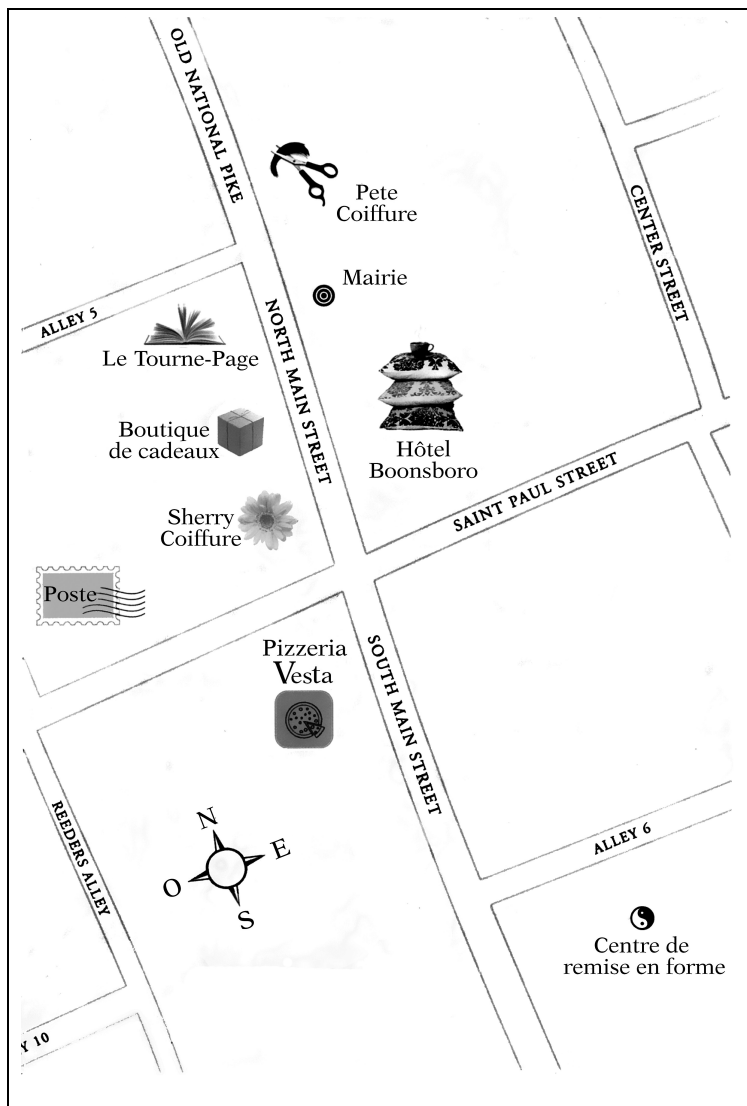 OLD NATIONAL PIKE
Pete
Coiffure
CENTER STREET
Mairie
ALLEY 5
NORTH MAIN STREET
Le Tourne-Page
Boutique
de cadeaux
Hôtel
Boonsboro
SAINT PAUL STREET
Sherry
Coiffure
Poste
Pizzeria
Vesta
SOUTH MAIN STREET
REEDERS ALLEY
N
E
O
S
ALLEY 6
Centre de
remise en forme
Y 10